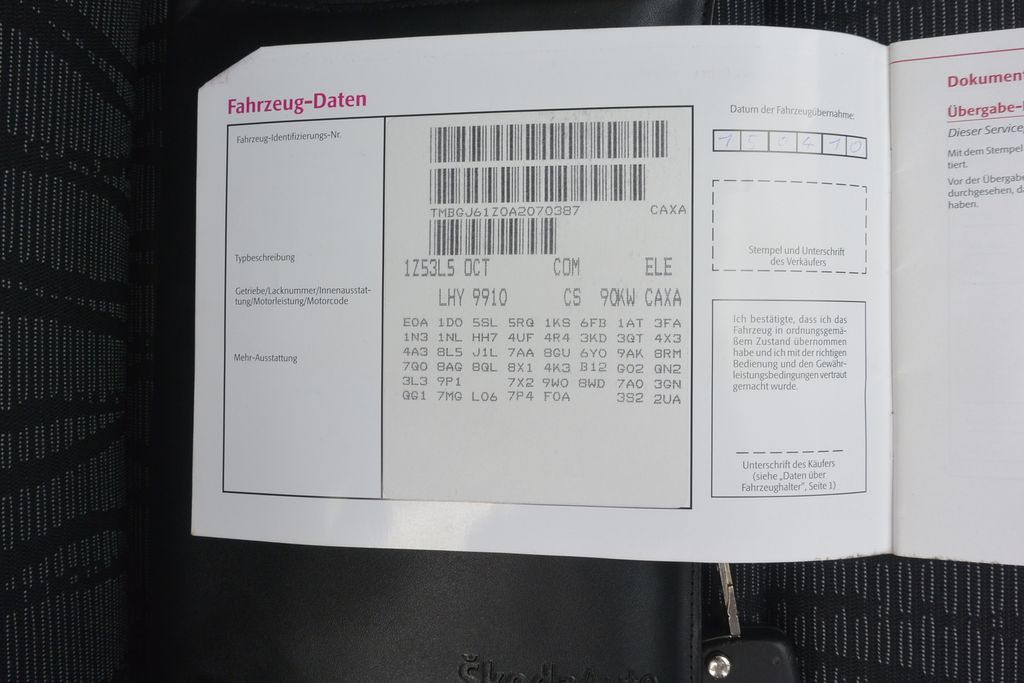 Fahrzeug-Daten
Fahrzeug-Identifizierungs-Nr.
TMBGJ61Z0A2070387 CAXA
Typbeschreibung
1Z53L5 OCT COM ELE
Getriebe/Lacknummer/Innenausstat-
tung/Motorleistung/Motorcode
LHY 9910 CS 90KW CAXA
Mehr-Ausstattung
E0A 1D0 5SL 5RQ 1KS 6FB 1AT 3FA
1N3 1NL HH7 4UF 4R4 3KD 3QT 4X3
4A3 8L5 J1L 7AA 8GU 6Y0 9AK 8RM
7Q0 8AG 8QL 8X1 4K3 B12 G02 QN2
3L3 9P1 7X2 9W0 8WD 7A0 3GN
QG1 7MG L06 7P4 F0A 3S2 2UA
Datum der Fahrzeugübernahme:
150410
Stempel und Unterschrift
des Verkäufers
Ich bestätigte, dass ich das
Fahrzeug in ordnungsgemä-
ßem Zustand übernommen
habe und ich mit der richtigen
Bedienung und den Gewähr-
leistungsbedingungen vertraut
gemacht wurde.
Unterschrift des Käufers
(siehe „Daten über
Fahrzeughalter", Seite 1)
Dokumen
Übergabe-
Dieser Service
Mit dem Stempel
tiert.
Vor der Übergabe
durchgesehen, d
haben.
ŠkodaAuto